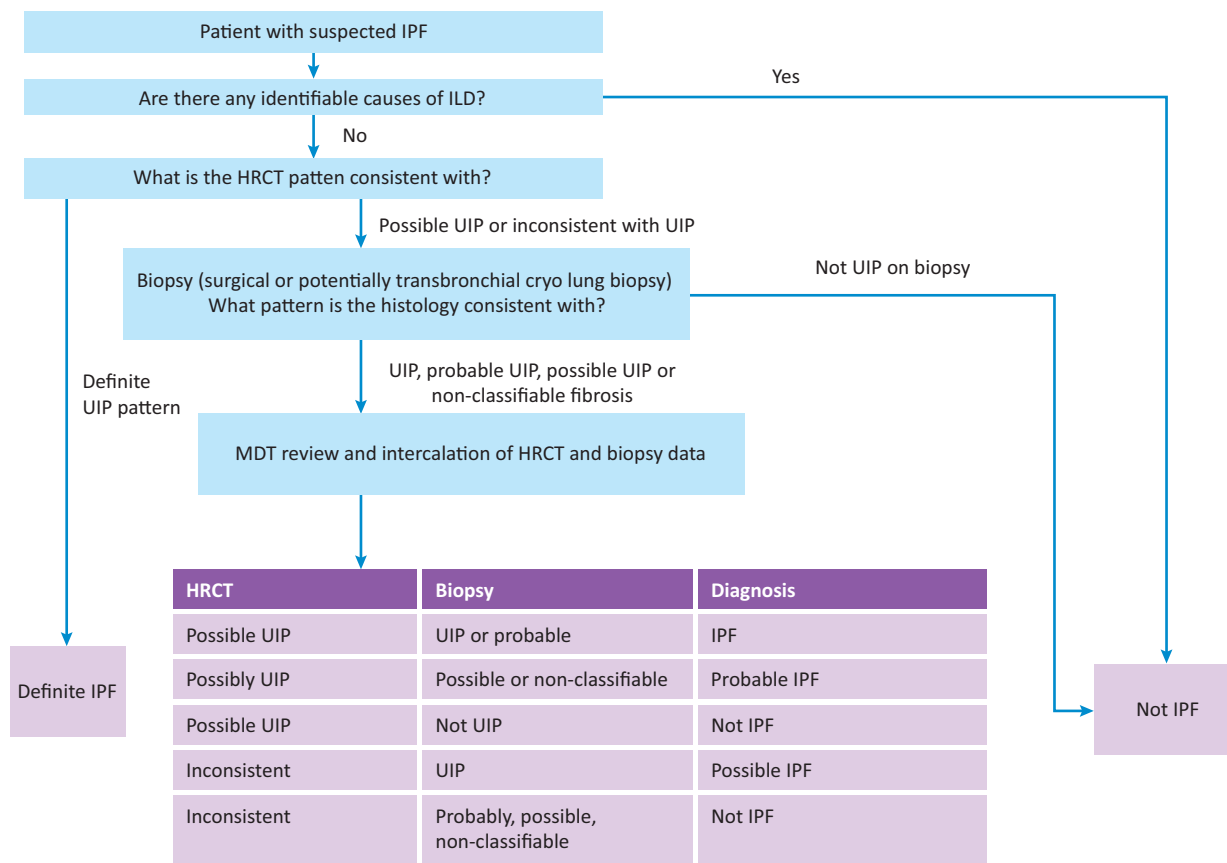 Patient with suspected IPF
Are there any identifiable causes of ILD?
Yes
No
What is the HRCT patten consistent with?
Possible UIP or inconsistent with UIP
Biopsy (surgical or potentially transbronchial cryo lung biopsy)
What pattern is the histology consistent with?
Not UIP on biopsy
UIP, probable UIP, possible UIP or
non-classifiable fibrosis
Definite
UIP pattern
MDT review and intercalation of HRCT and biopsy data
HRCT Biopsy Diagnosis
Possible UIP UIP or probable IPF
Possibly UIP Possible or non-classifiable Probable IPF
Possible UIP Not UIP Not IPF
Inconsistent UIP Possible IPF
Inconsistent Probably, possible, Not IPF
non-classifiable
Definite IPF
Not IPF